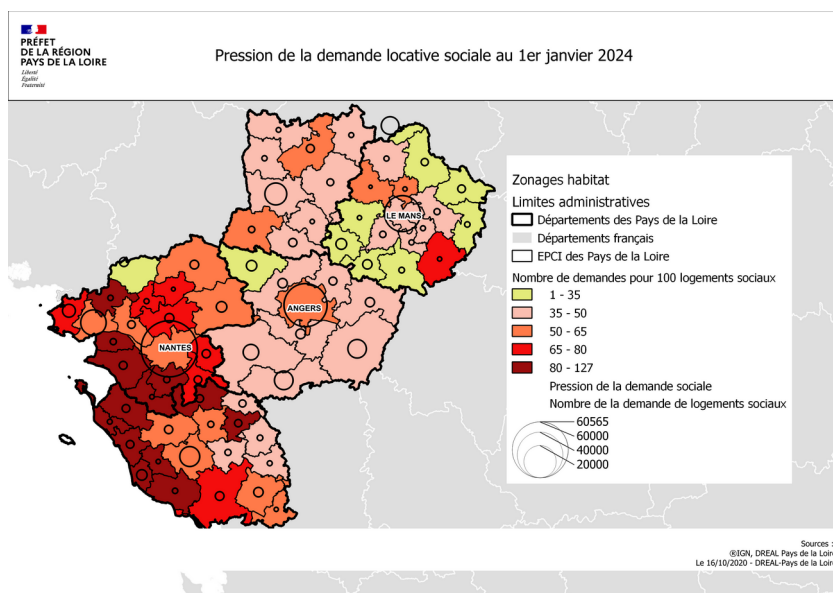 PRÉFET
DE LA RÉGION
PAYS DE LA LOIRE
Liberté
Égalité
Fraternité
Pression de la demande locative sociale au 1er janvier 2024
LE MANS
ANGERS
NANTES
Zonages habitat
Limites administratives
Départements des Pays de la Loire
Départements français
EPCI des Pays de la Loire
Nombre de demandes pour 100 logements sociaux
1 - 35
35 - 50
50 - 65
65 - 80
80 - 127
Pression de la demande sociale
Nombre de la demande de logements sociaux
60565
60000
40000
20000
Sources :
®IGN, DREAL Pays de la Loire
Le 16/10/2020 - DREAL-Pays de la Loire